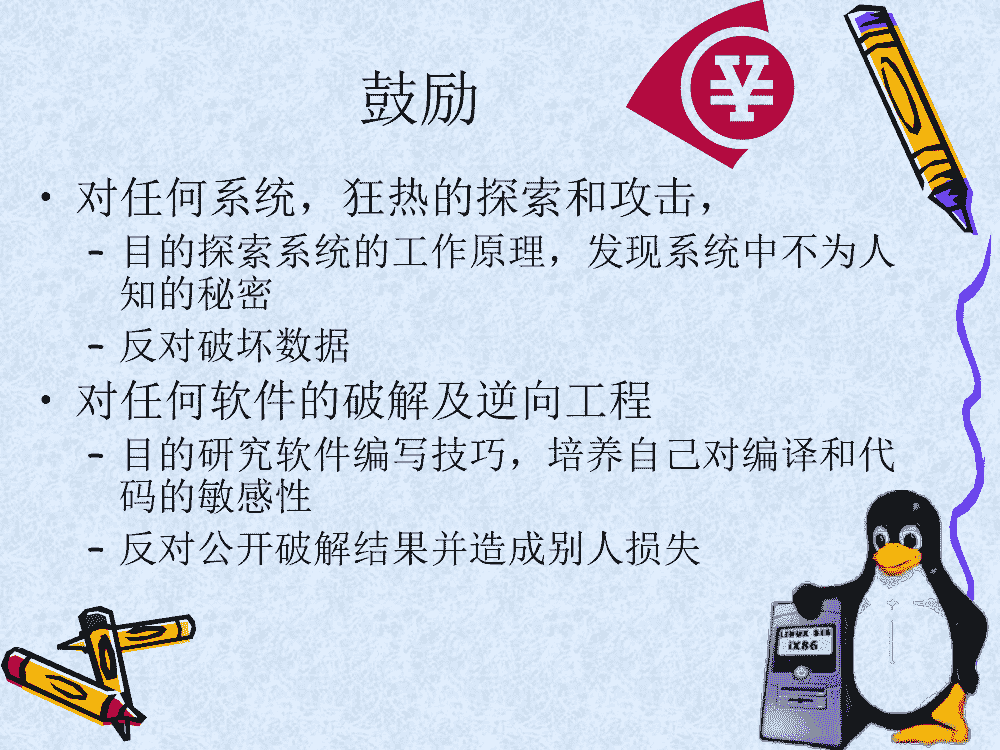 鼓励
• 对任何系统，狂热的探索和攻击，
– 目的探索系统的工作原理，发现系统中不为人
知的秘密
– 反对破坏数据
• 对任何软件的破解及逆向工程
– 目的研究软件编写技巧，培养自己对编译和代
码的敏感性
– 反对公开破解结果并造成别人损失
LINUX SIS
iX86